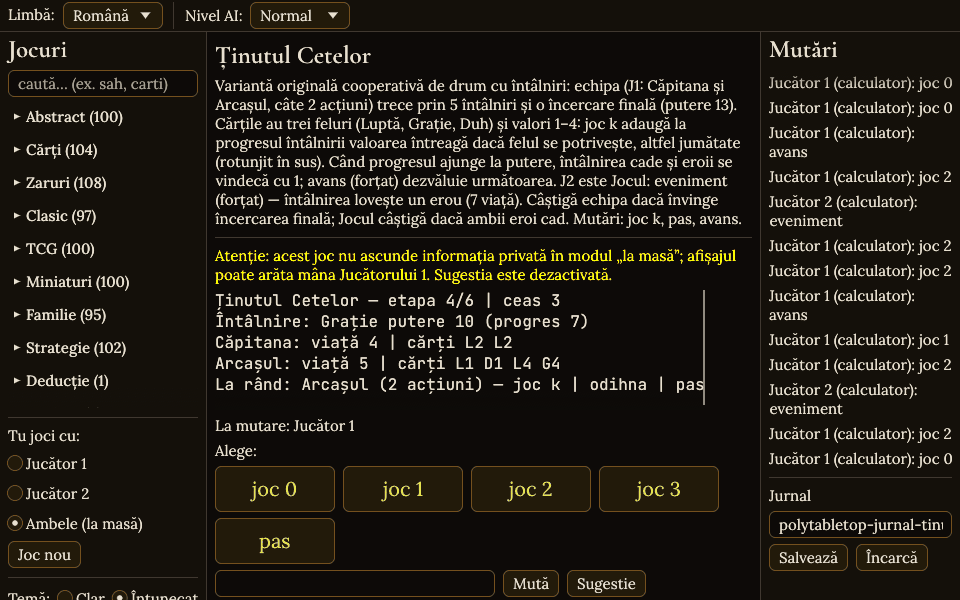 Limbă: Română ▼ Nivel AI: Normal ▼
Jocuri
caută... (ex. sah, carti)
▸ Abstract (100)
▸ Cărți (104)
▸ Zaruri (108)
▸ Clasic (97)
▸ TCG (100)
▸ Miniaturi (100)
▸ Familie (95)
▸ Strategie (102)
▸ Deducție (1)
Tu joci cu:
Jucător 1
Jucător 2
Ambele (la masă)
Joc nou
Temă: Clar Întunecat
Ținutul Cetelor
Variantă originală cooperativă de drum cu întâlniri: echipa (J1: Căpitana și
Arcașul, câte 2 acțiuni) trece prin 5 întâlniri și o încercare finală (putere 13).
Cărțile au trei feluri (Luptă, Grație, Duh) și valori 1–4: joc k adaugă la
progresul întâlnirii valoarea întreagă dacă felul se potrivește, altfel jumătate
(rotunjit în sus). Când progresul ajunge la putere, întâlnirea cade și eroii se
vindecă cu 1; avans (forțat) dezvăluie următoarea. J2 este Jocul: eveniment
(forțat) — întâlnirea lovește un erou (7 viață). Câștigă echipa dacă învinge
încercarea finală; Jocul câștigă dacă ambii eroi cad. Mutări: joc k, pas, avans.
Atenție: acest joc nu ascunde informația privată în modul „la masă”; afișajul
poate arăta mâna Jucătorului 1. Sugestia este dezactivată.
Ținutul Cetelor — etapa 4/6 | ceas 3
Întâlnire: Grație putere 10 (progres 7)
Căpitana: viață 4 | cărți L2 L2
Arcașul: viață 5 | cărți L1 D1 L4 G4
La rând: Arcașul (2 acțiuni) — joc k | odihna | pas
La mutare: Jucător 1
Alege:
joc 0 joc 1 joc 2 joc 3
pas
Mută Sugestie
Mutări
Jucător 1 (calculator): joc 0
Jucător 1 (calculator): joc 0
Jucător 1 (calculator):
avans
Jucător 1 (calculator): joc 2
Jucător 2 (calculator):
eveniment
Jucător 1 (calculator): joc 2
Jucător 1 (calculator): joc 2
Jucător 1 (calculator):
avans
Jucător 1 (calculator): joc 1
Jucător 1 (calculator): joc 2
Jucător 2 (calculator):
eveniment
Jucător 1 (calculator): joc 2
Jucător 1 (calculator): joc 0
Jurnal
polytabletop-jurnal-tinu
Salvează Încarcă